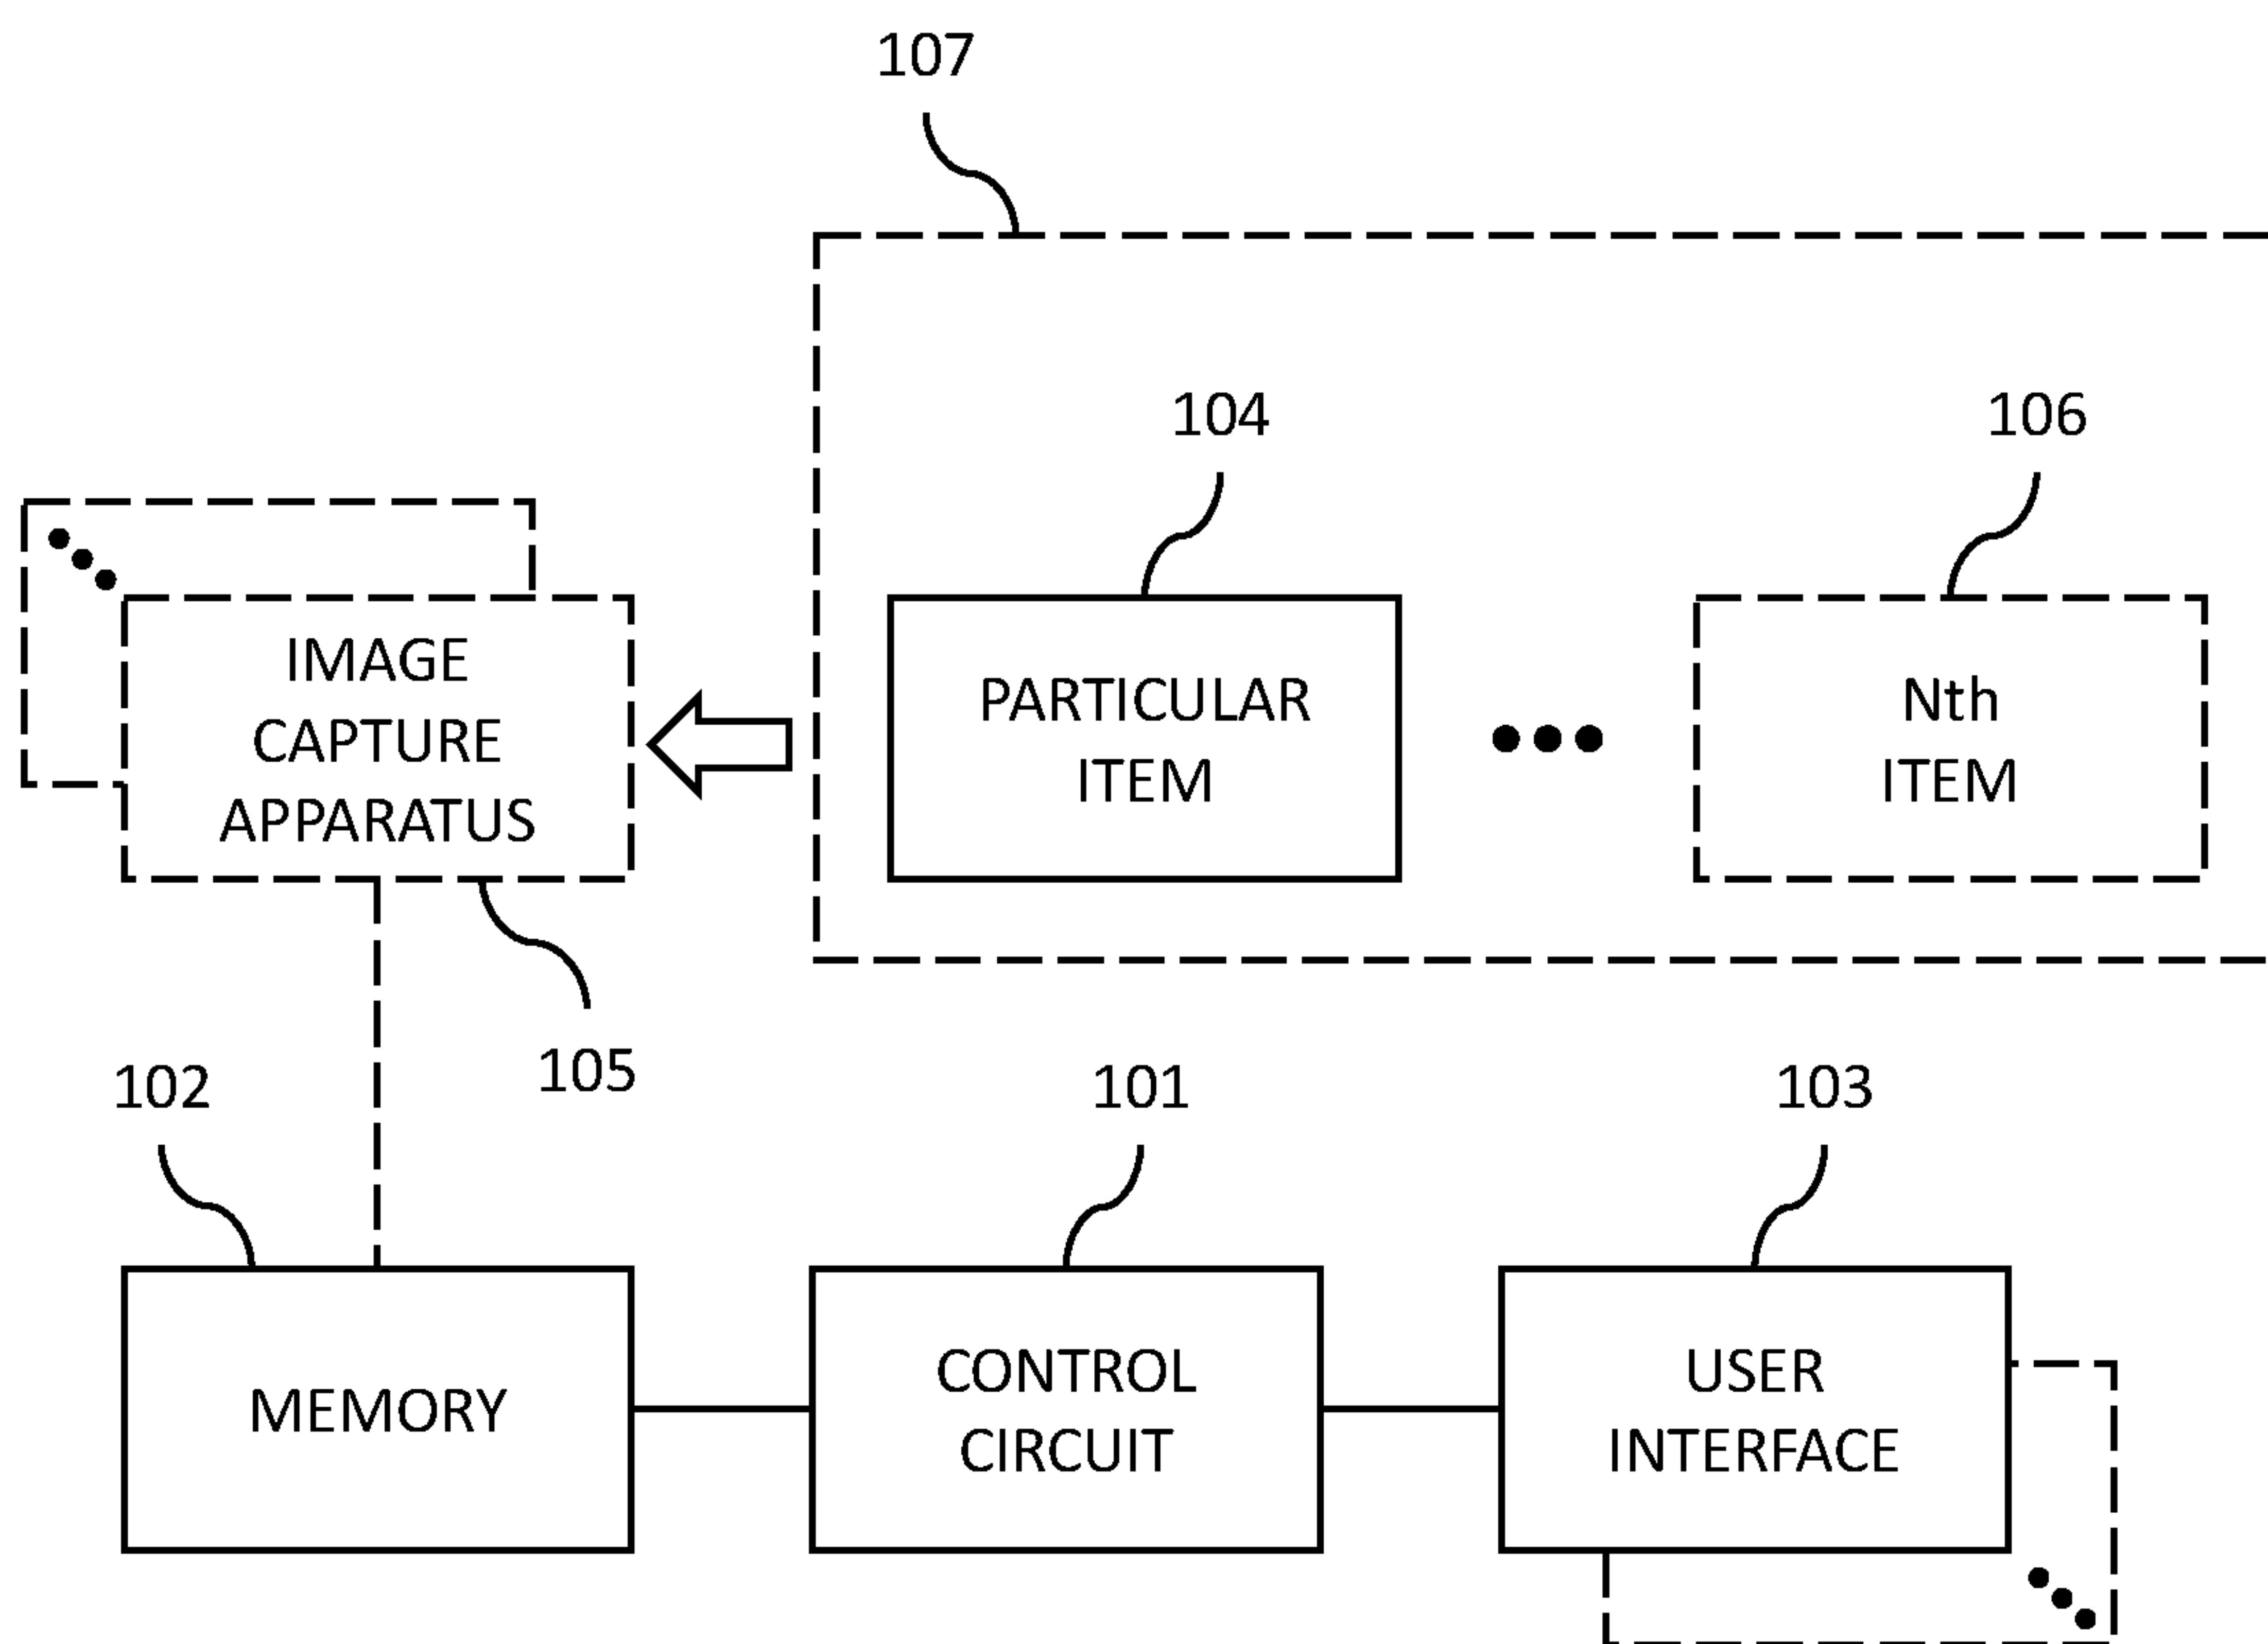 107
104
106
IMAGE
CAPTURE
APPARATUS
PARTICULAR
ITEM
Nth
ITEM
105
102
101
103
MEMORY
CONTROL
CIRCUIT
USER
INTERFACE